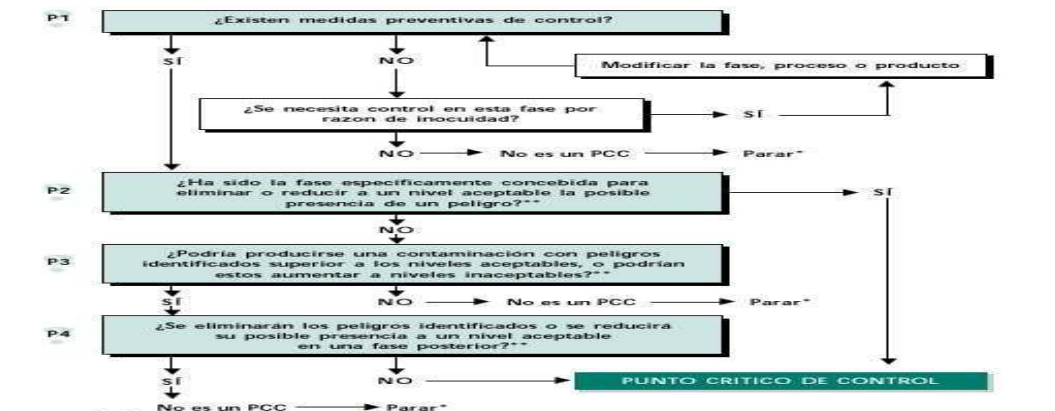 P1
¿Existen medidas preventivas de control?
SÍ
NO
Modificar la fase, proceso o producto
¿Se necesita control en esta fase por
razon de inocuidad?
SÍ
NO
No es un PCC
Parar*
P2
¿Ha sido la fase específicamente concebida para
eliminar o reducir a un nivel aceptable la posible
presencia de un peligro?**
SÍ
NO
P3
¿Podría producirse una contaminación con peligros
identificados superior a los niveles aceptables, o podrían
estos aumentar a niveles inaceptables?**
SÍ
NO
No es un PCC
Parar*
P4
¿Se eliminarán los peligros identificados o se reducirá
su posible presencia a un nivel aceptable
en una fase posterior?**
SÍ
NO
PUNTO CRITICO DE CONTROL
No es un PCC
Parar*